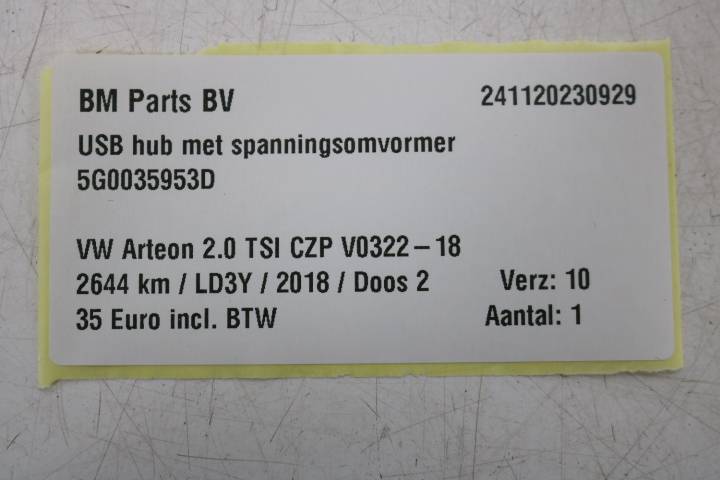 BM Parts BV 241120230929
USB hub met spanningsomvormer
5G0035953D
VW Arteon 2.0 TSI CZP V0322-18
2644 km / LD3Y / 2018 / Doos 2 Verz: 10
35 Euro incl. BTW Aantal: 1